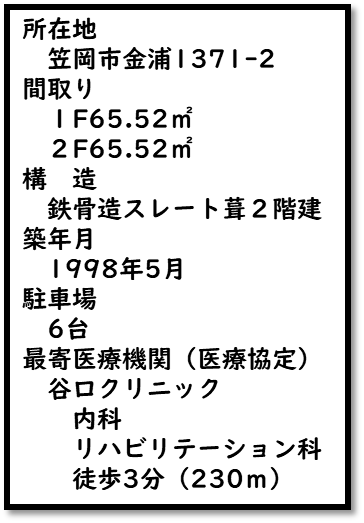 所在地
笠岡市金浦1371-2
間取り
1F65.52㎡
2F65.52㎡
構　造
鉄骨造スレート葺２階建
築年月
1998年5月
駐車場
6台
最寄医療機関（医療協定）
谷口クリニック
内科
リハビリテーション科
徒歩3分（230m）